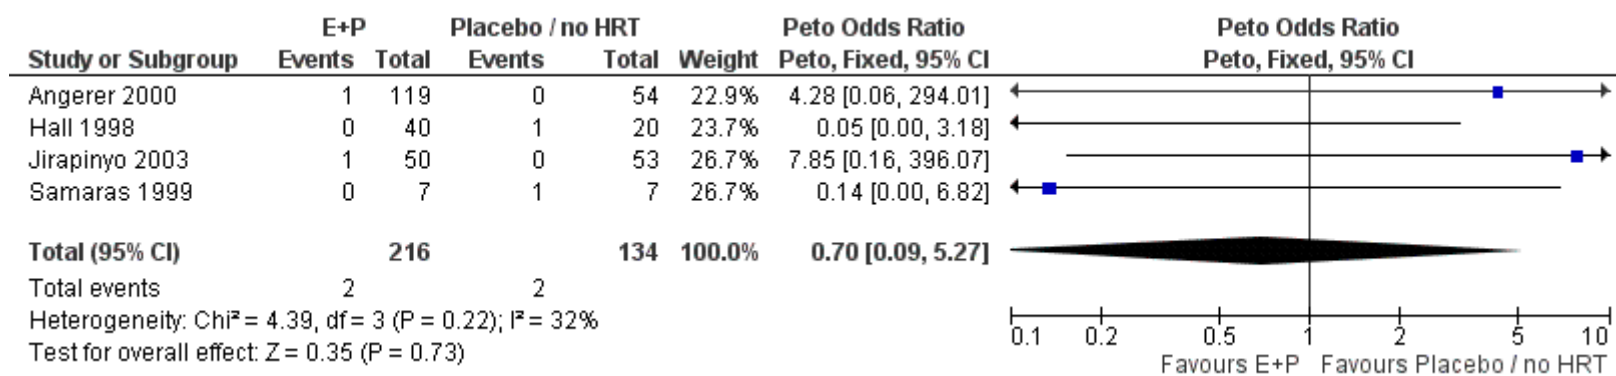 E+P Placebo / no HRT Peto Odds Ratio Peto Odds Ratio
Study or Subgroup Events Total Events Total Weight Peto, Fixed, 95% CI Peto, Fixed, 95% CI
Angerer 2000 1 119 0 54 22.9% 4.28 [0.06, 294.01]
Hall 1998 0 40 1 20 23.7% 0.05 [0.00, 3.18]
Jirapinyo 2003 1 50 0 53 26.7% 7.85 [0.16, 396.07]
Samaras 1999 0 7 1 7 26.7% 0.14 [0.00, 6.82]
Total (95% CI) 216 134 100.0% 0.70 [0.09, 5.27]
Total events 2 2
Heterogeneity: Chi² = 4.39, df = 3 (P = 0.22); I² = 32%
Test for overall effect: Z = 0.35 (P = 0.73)
0.1 0.2 0.5 1 2 5 10
Favours E+P Favours Placebo / no HRT